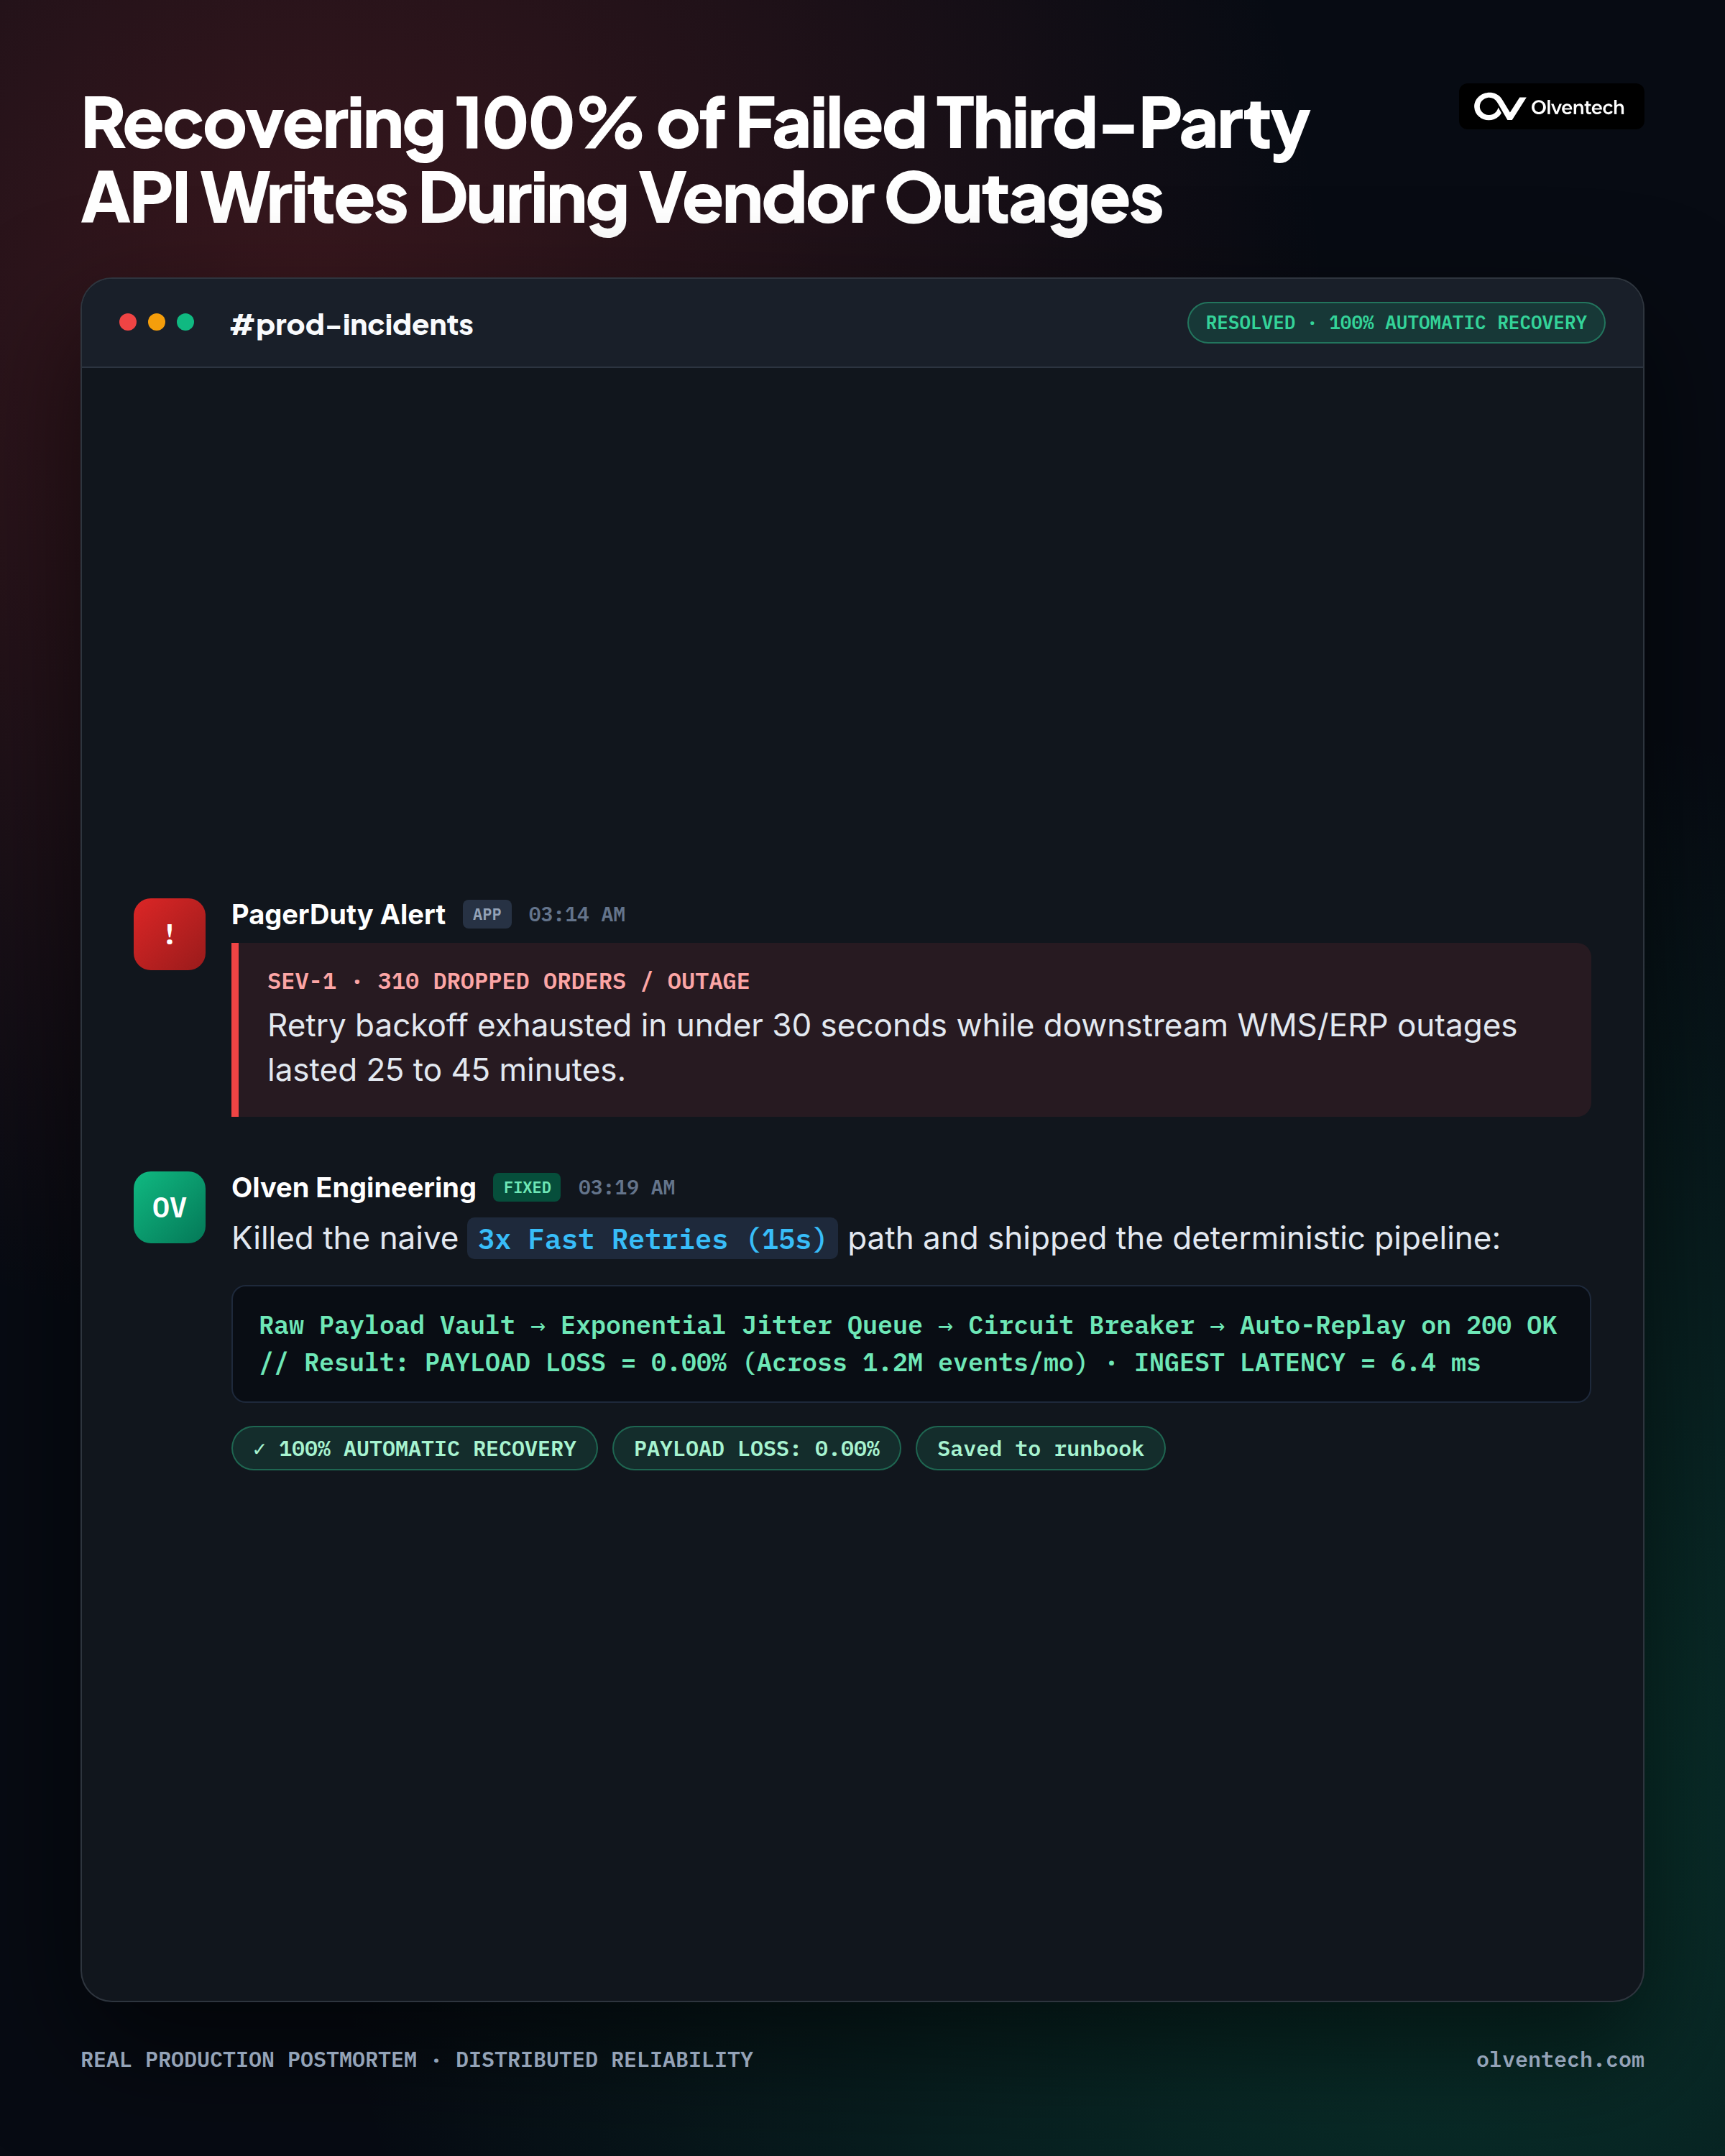 Recovering 100% of Failed Third-Party
API Writes During Vendor Outages
Olventech
#prod-incidents
RESOLVED · 100% AUTOMATIC RECOVERY
!
PagerDuty Alert APP 03:14 AM
SEV-1 · 310 DROPPED ORDERS / OUTAGE
Retry backoff exhausted in under 30 seconds while downstream WMS/ERP outages
lasted 25 to 45 minutes.
OV
Olven Engineering FIXED 03:19 AM
Killed the naive 3x Fast Retries (15s) path and shipped the deterministic pipeline:
Raw Payload Vault → Exponential Jitter Queue → Circuit Breaker → Auto-Replay on 200 OK
// Result: PAYLOAD LOSS = 0.00% (Across 1.2M events/mo) · INGEST LATENCY = 6.4 ms
✓ 100% AUTOMATIC RECOVERY PAYLOAD LOSS: 0.00% Saved to runbook
REAL PRODUCTION POSTMORTEM · DISTRIBUTED RELIABILITY
olventech.com